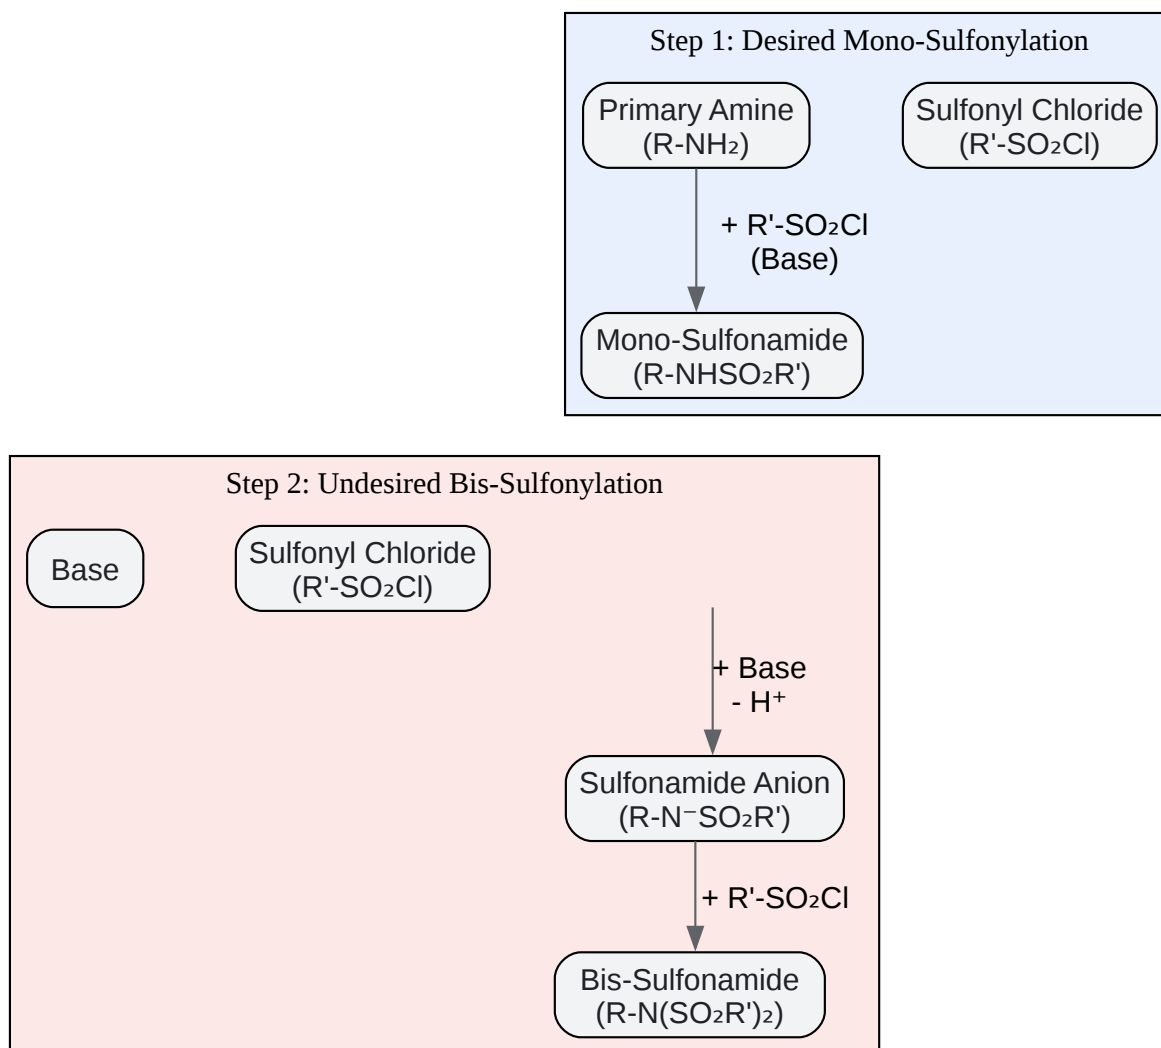 Step 1: Desired Mono-Sulfonylation
Primary Amine
(R-NH₂)
Sulfonyl Chloride
(R'-SO₂Cl)
+ R'-SO₂Cl
(Base)
Mono-Sulfonamide
(R-NHSO₂R')
Step 2: Undesired Bis-Sulfonylation
Base
Sulfonyl Chloride
(R'-SO₂Cl)
+ Base
- H⁺
Sulfonamide Anion
(R-N⁻SO₂R')
+ R'-SO₂Cl
Bis-Sulfonamide
(R-N(SO₂R')₂)